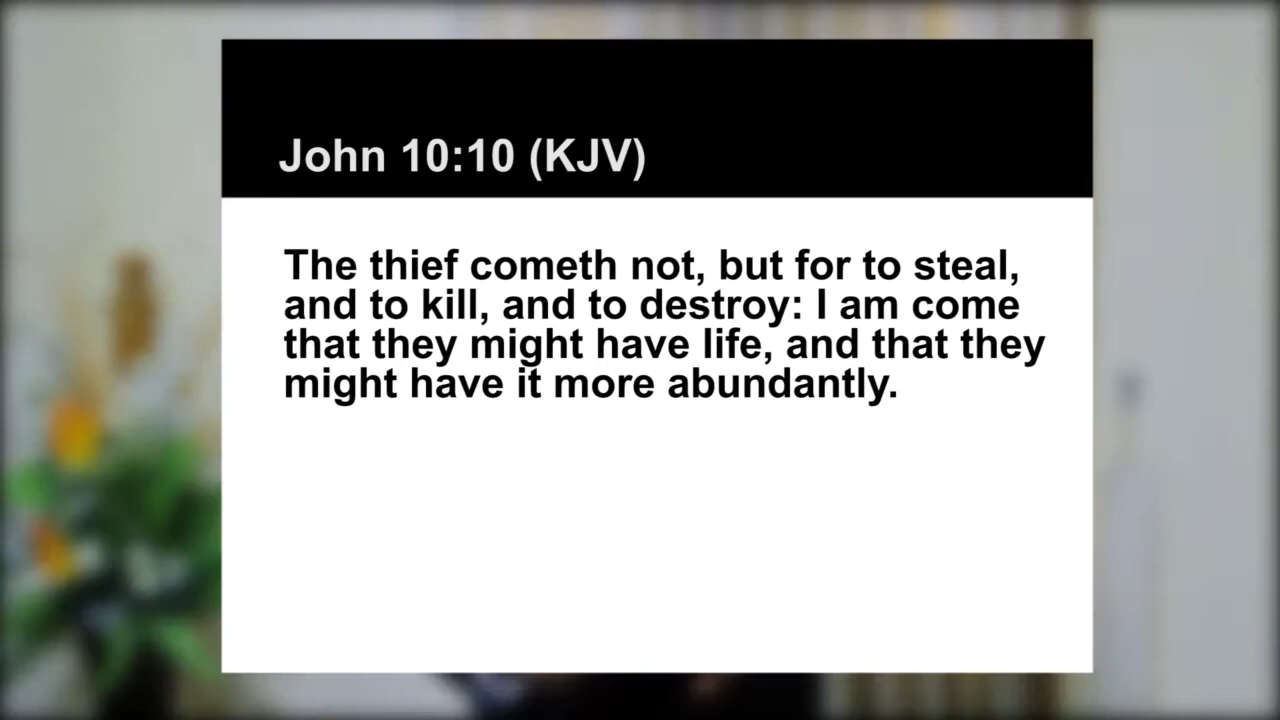 John 10:10 (KJV)
The thief cometh not, but for to steal,
and to kill, and to destroy: I am come
that they might have life, and that they
might have it more abundantly.